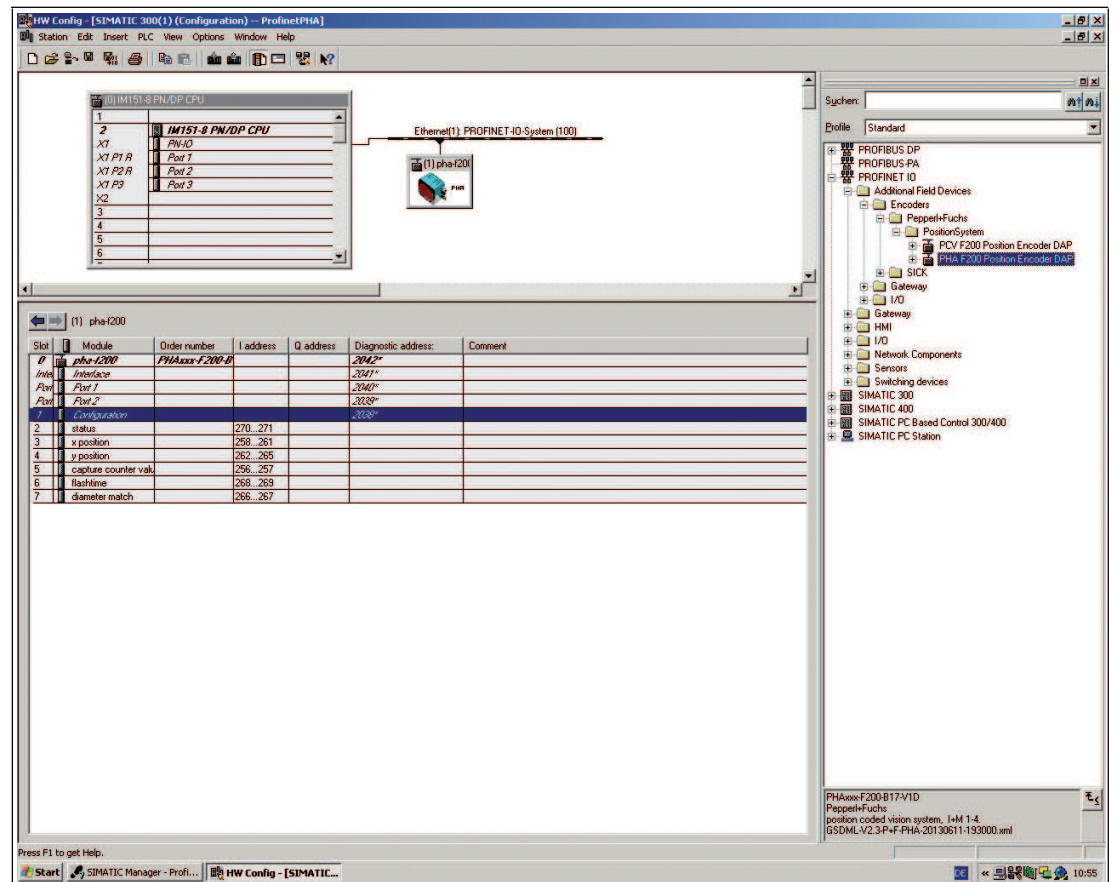 HW Config - [SIMATIC 300(1) (Configuration) -- ProfinetPHA]
Station Edit Insert PLC View Options Window Help
(0) IM151-8 PN/DP CPU
1
2 IM151-8 PN/DP CPU
X1 PN-IO
X1 P1 R Port 1
X1 P2 R Port 2
X1 P3 Port 3
X2
3
4
5
6
Ethernet(1): PROFINET-IO-System (100)
(1) pha-f200
PHA
Suchen:
Profile Standard
PROFIBUS DP
PROFIBUS-PA
PROFINET IO
Additional Field Devices
Encoders
Pepperl+Fuchs
PositionSystem
PCV F200 Position Encoder DAP
PHA F200 Position Encoder DAP
SICK
Gateway
I/O
Gateway
HMI
I/O
Network Components
Sensors
Switching devices
SIMATIC 300
SIMATIC 400
SIMATIC PC Based Control 300/400
SIMATIC PC Station
(1) pha-f200
Slot Module Order number I address Q address Diagnostic address: Comment
0 pha-f200 PHAxxx-F200-B 2042*
Inte Interface 2041*
Port Port 1 2040*
Port Port 2 2039*
1 Configuration 2038*
2 status 270...271
3 x position 258...261
4 y position 262...265
5 capture counter valu 256...257
6 flashtime 268...269
7 diameter match 266...267
PHAxxx-F200-B17-V1D
Pepperl+Fuchs
position coded vision system, I+M 1-4.
GSDML-V2.3-P+F-PHA-20130611-193000.xml
Press F1 to get Help.
Start SIMATIC Manager - Profi... HW Config - [SIMATIC... DE « 10:55